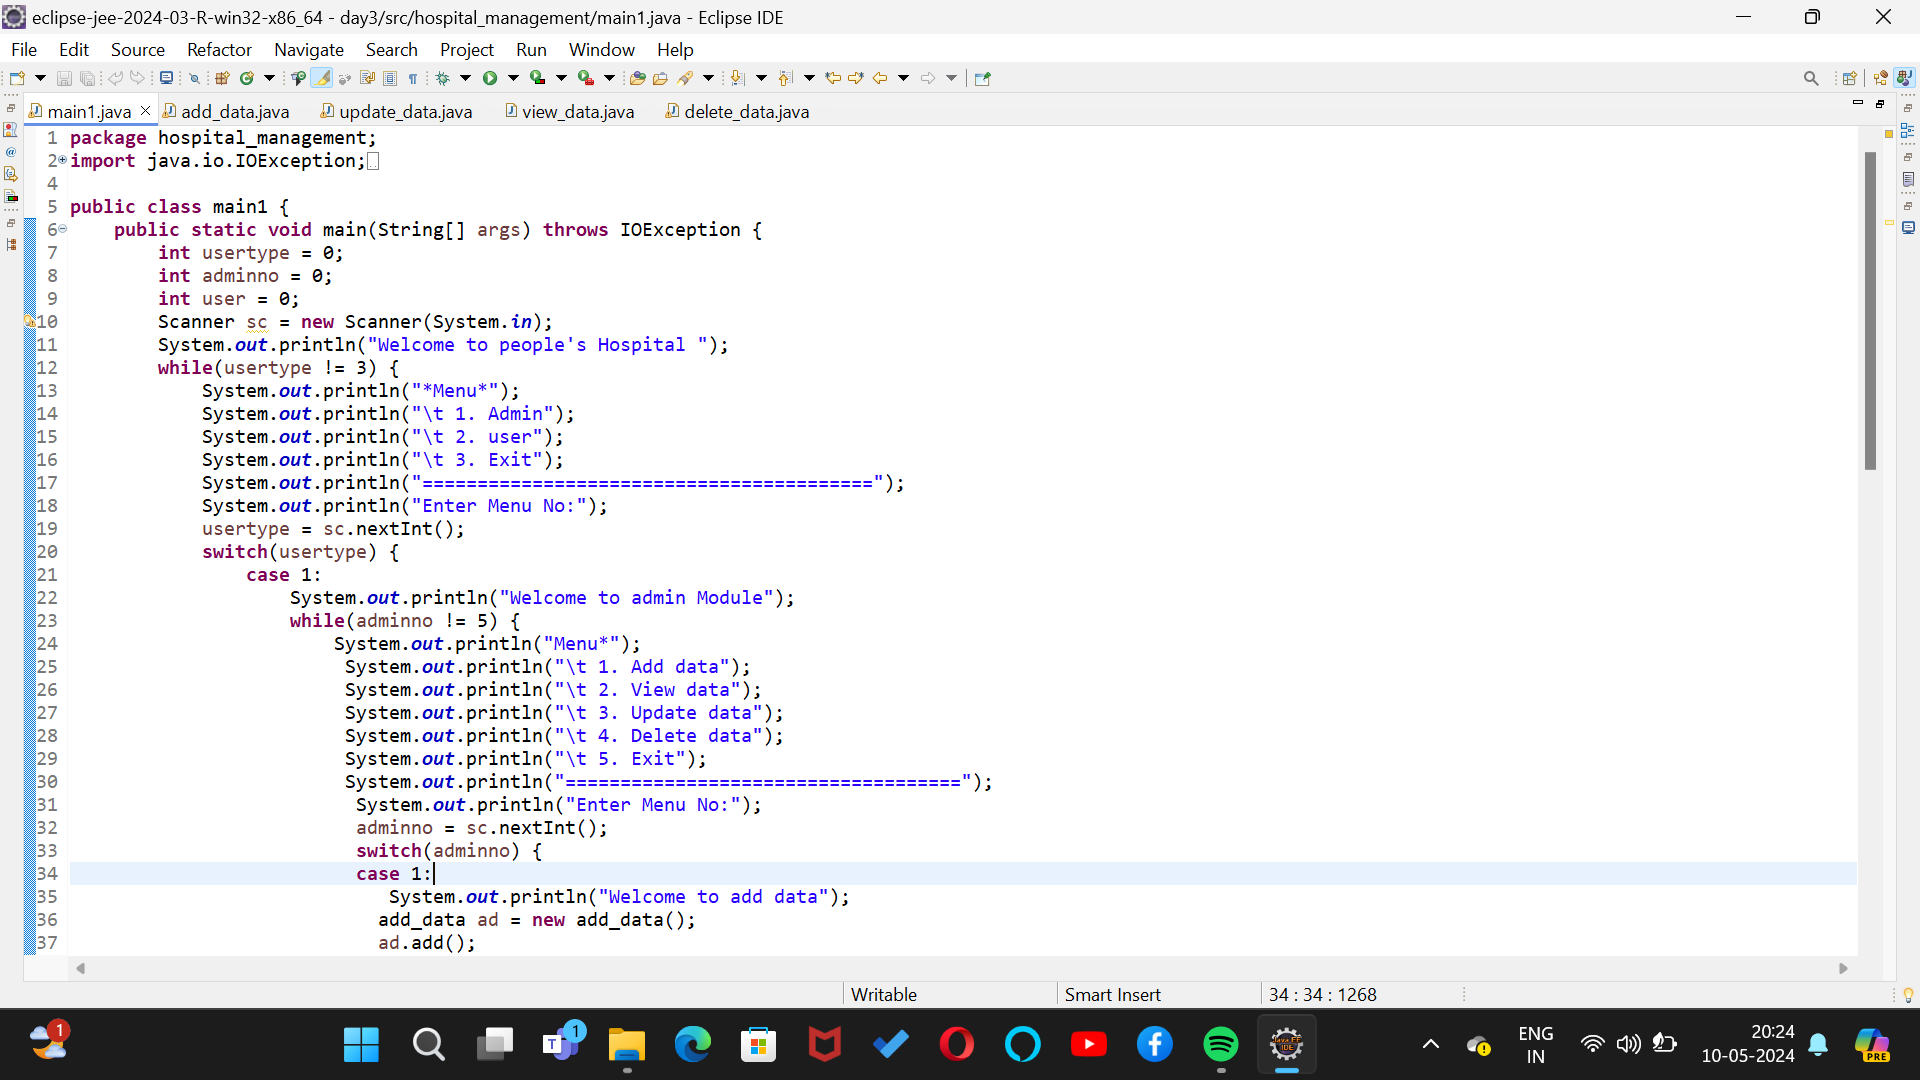 eclipse-jee-2024-03-R-win32-x86_64 - day3/src/hospital_management/main1.java - Eclipse IDE
File Edit Source Refactor Navigate Search Project Run Window Help
main1.java add_data.java update_data.java view_data.java delete_data.java
1 package hospital_management;
2 import java.io.IOException;
4
5 public class main1 {
6 public static void main(String[] args) throws IOException {
7 int usertype = 0;
8 int adminno = 0;
9 int user = 0;
10 Scanner sc = new Scanner(System.in);
11 System.out.println("Welcome to people's Hospital ");
12 while(usertype != 3) {
13 System.out.println("*Menu*");
14 System.out.println("\t 1. Admin");
15 System.out.println("\t 2. user");
16 System.out.println("\t 3. Exit");
17 System.out.println("=========================================");
18 System.out.println("Enter Menu No:");
19 usertype = sc.nextInt();
20 switch(usertype) {
21 case 1:
22 System.out.println("Welcome to admin Module");
23 while(adminno != 5) {
24 System.out.println("Menu*");
25 System.out.println("\t 1. Add data");
26 System.out.println("\t 2. View data");
27 System.out.println("\t 3. Update data");
28 System.out.println("\t 4. Delete data");
29 System.out.println("\t 5. Exit");
30 System.out.println("====================================");
31 System.out.println("Enter Menu No:");
32 adminno = sc.nextInt();
33 switch(adminno) {
34 case 1:
35 System.out.println("Welcome to add data");
36 add_data ad = new add_data();
37 ad.add();
Writable Smart Insert 34 : 34 : 1268
1 1 ENG 20:24
IN 10-05-2024 PRE